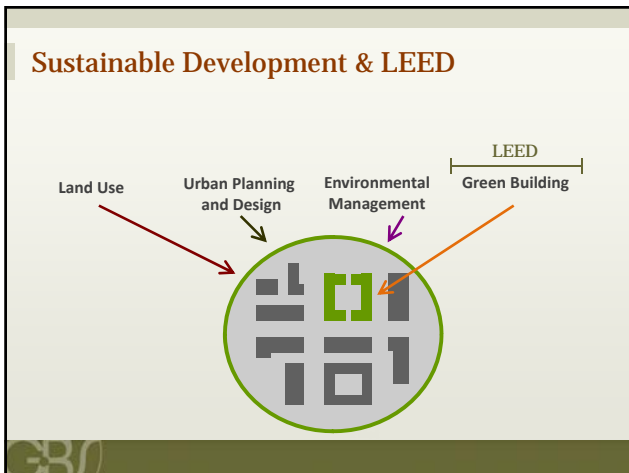 Sustainable Development & LEED
LEED
Land Use
Urban Planning
and Design
Environmental
Management
Green Building